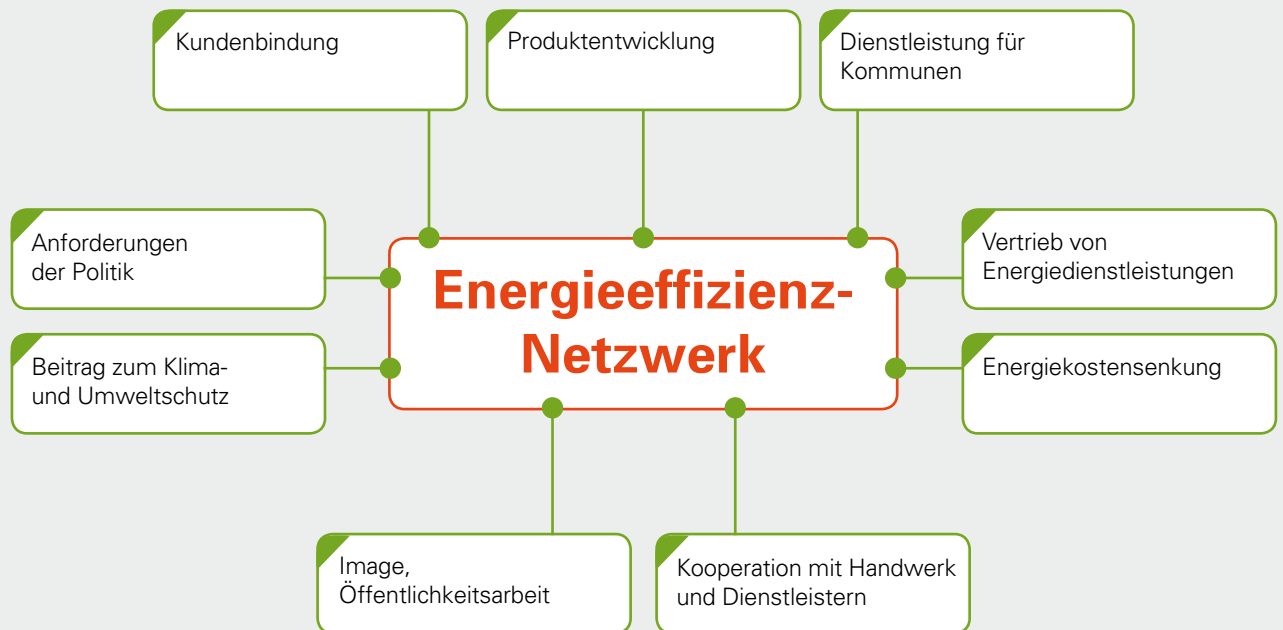 Kundenbindung
Produktentwicklung
Dienstleistung für
Kommunen
Anforderungen
der Politik
Vertrieb von
Energiedienstleistungen
Energieeffizienz-
Netzwerk
Beitrag zum Klima-
und Umweltschutz
Energiekostensenkung
Image,
Öffentlichkeitsarbeit
Kooperation mit Handwerk
und Dienstleistern